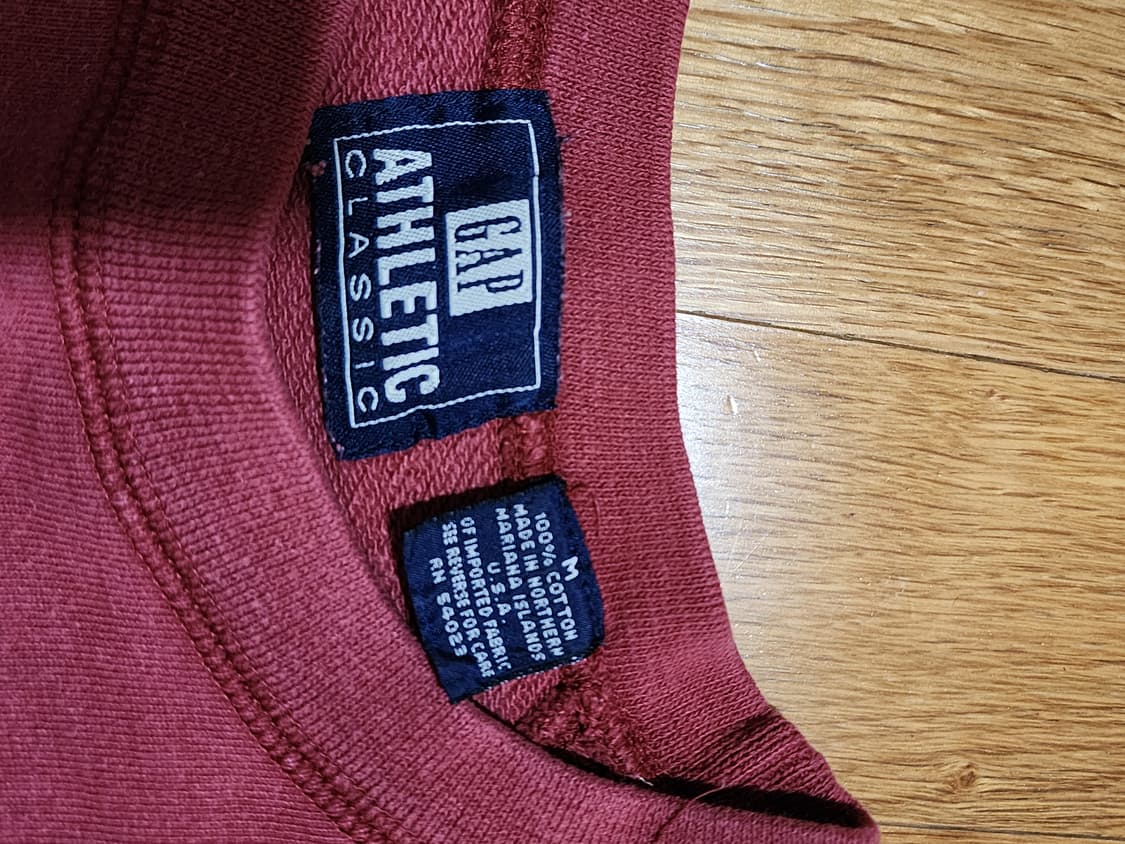 GAP
ATHLETIC
CLASSIC
M
100% COTTON
MADE IN NORTHERN
MARIANA ISLANDS
U.S.A
OF IMPORTED FABRIC
SEE REVERSE FOR CARE
RN 54023